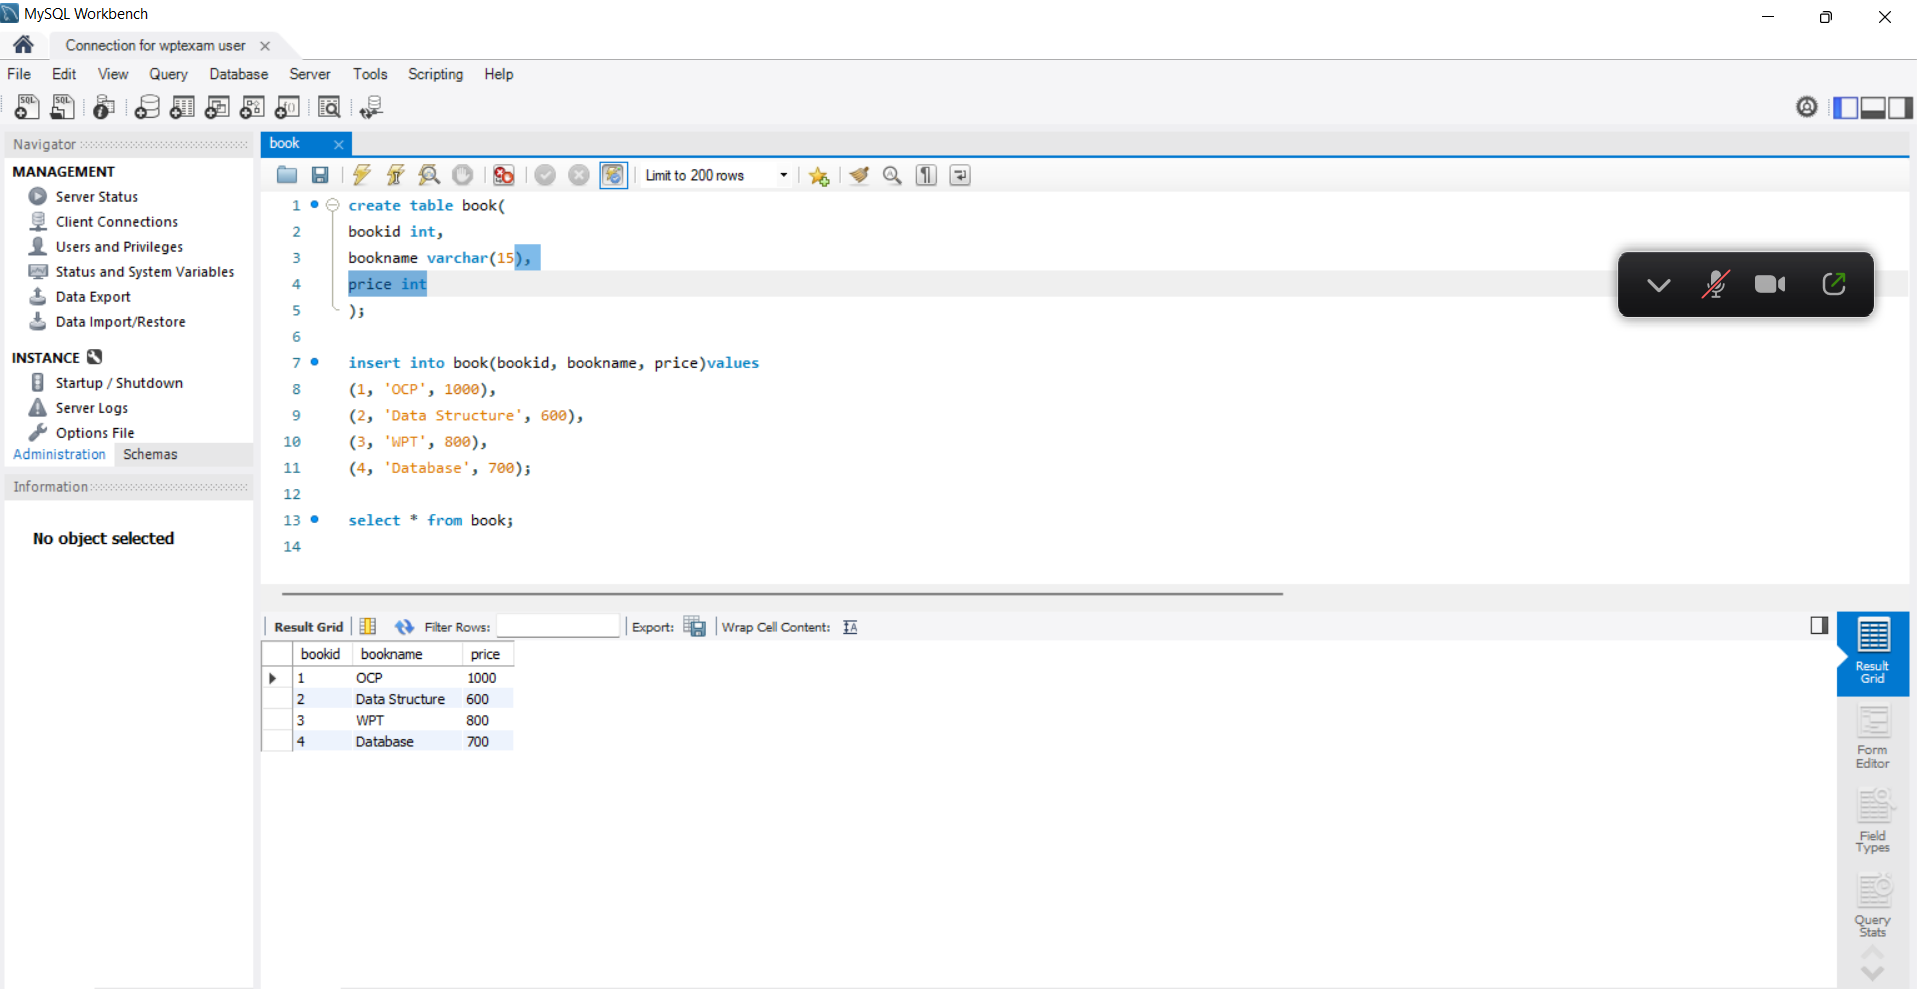 MySQL Workbench
Connection for wptexam user
File Edit View Query Database Server Tools Scripting Help
SQL SQL
Navigator
MANAGEMENT
Server Status
Client Connections
Users and Privileges
Status and System Variables
Data Export
Data Import/Restore
INSTANCE
Startup / Shutdown
Server Logs
Options File
Administration Schemas
Information
No object selected
book
Limit to 200 rows
1 create table book(
2 bookid int,
3 bookname varchar(15),
4 price int
5 );
6
7 insert into book(bookid, bookname, price)values
8 (1, 'OCP', 1000),
9 (2, 'Data Structure', 600),
10 (3, 'WPT', 800),
11 (4, 'Database', 700);
12
13 select * from book;
14
Result Grid Filter Rows: Export: Wrap Cell Content: IA
bookid bookname price
1 OCP 1000
2 Data Structure 600
3 WPT 800
4 Database 700
Result
Grid
Form
Editor
Field
Types
Query
Stats